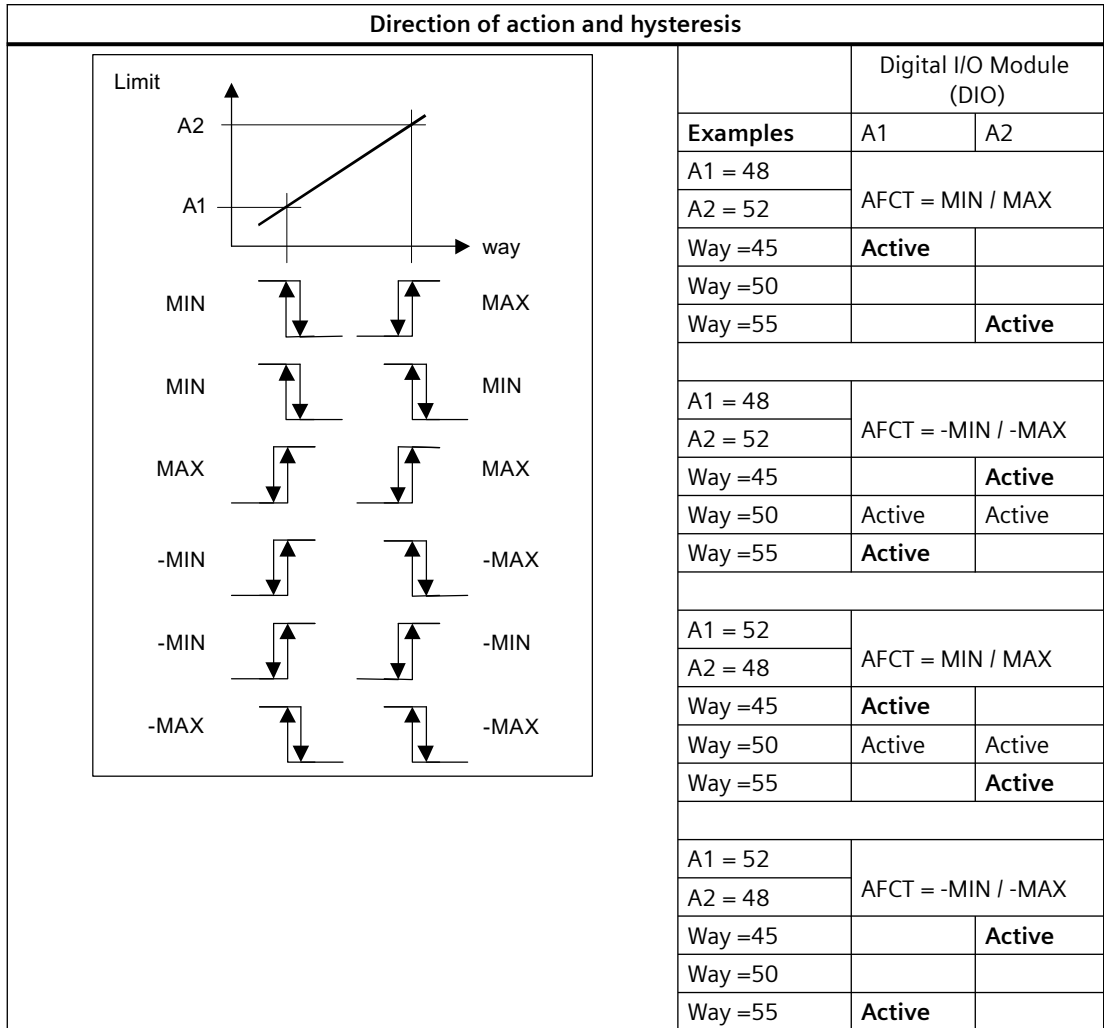 Direction of action and hysteresis
Limit
A2
A1
way
MIN MAX
MIN MIN
MAX MAX
-MIN -MAX
-MIN -MIN
-MAX -MAX
Digital I/O Module
(DIO)
Examples A1 A2
A1 = 48
A2 = 52
AFCT = MIN / MAX
Way =45 Active
Way =50
Way =55 Active
A1 = 48
A2 = 52
AFCT = -MIN / -MAX
Way =45 Active
Way =50 Active Active
Way =55 Active
A1 = 52
A2 = 48
AFCT = MIN / MAX
Way =45 Active
Way =50 Active Active
Way =55 Active
A1 = 52
A2 = 48
AFCT = -MIN / -MAX
Way =45 Active
Way =50
Way =55 Active